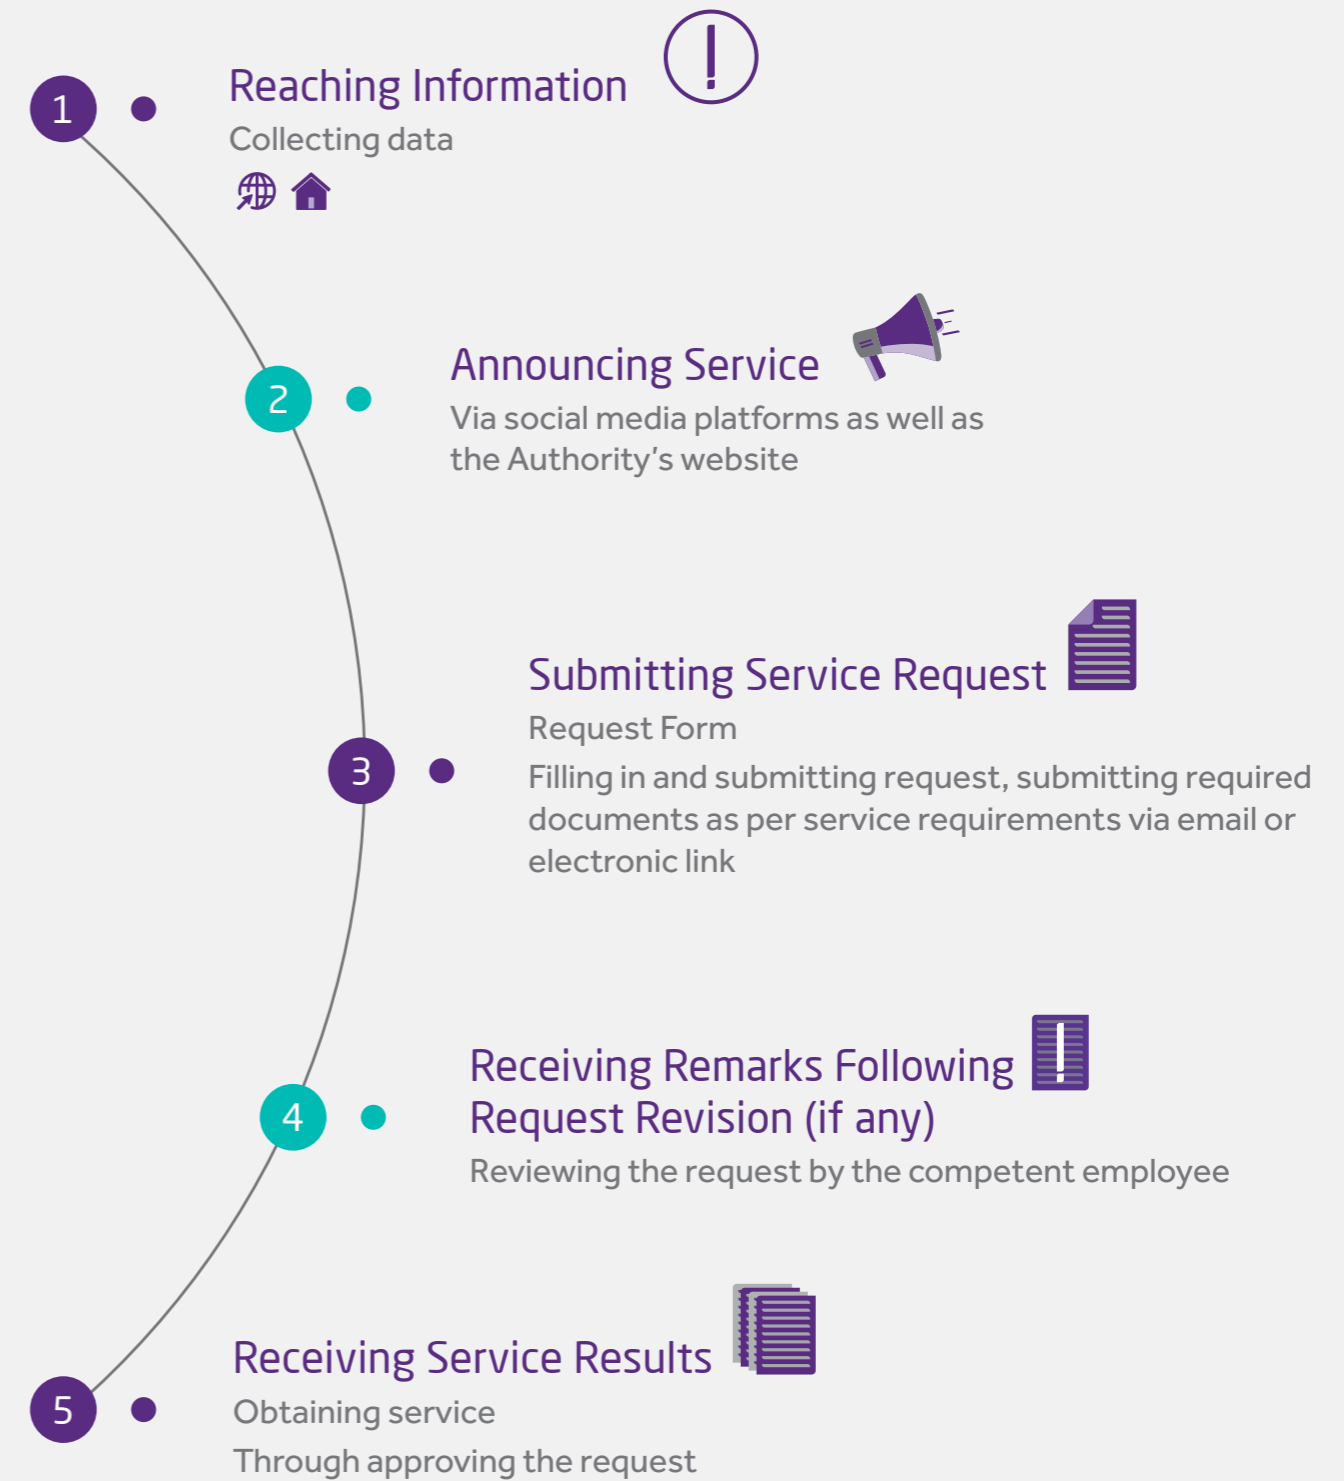 1
Reaching Information
Collecting data
2
Announcing Service
Via social media platforms as well as
the Authority’s website
3
Submitting Service Request
Request Form
Filling in and submitting request, submitting required
documents as per service requirements via email or
electronic link
4
Receiving Remarks Following
Request Revision (if any)
Reviewing the request by the competent employee
5
Receiving Service Results
Obtaining service
Through approving the request